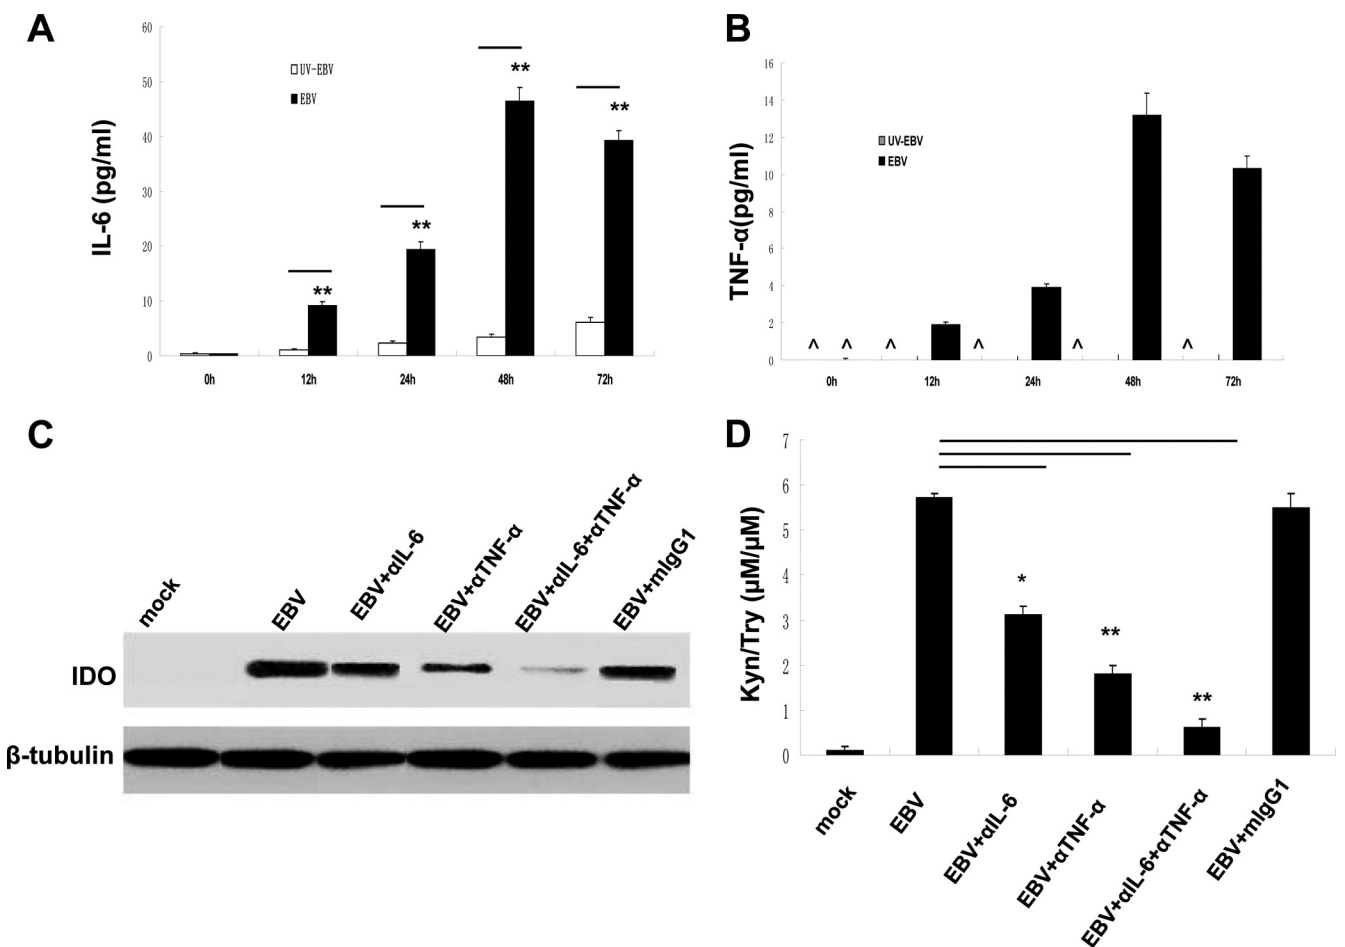 A
IL-6 (pg/ml)
60
50
40
30
20
10
0
UV-EBV
EBV
**
**
**
**
0h
12h
24h
48h
72h
B
TNF-α(pg/ml)
16
14
12
10
8
6
4
2
0
UV-EBV
EBV
^ ^ ^ ^ ^ ^
0h
12h
24h
48h
72h
C
mock
EBV
EBV+αIL-6
EBV+αTNF-α
EBV+αIL-6+αTNF-α
EBV+mIgG1
IDO
β-tubulin
D
Kyn/Try (μM/μM)
7
6
5
4
3
2
1
0
*
**
**
mock
EBV
EBV+αIL-6
EBV+αTNF-α
EBV+αIL-6+αTNF-α
EBV+mIgG1